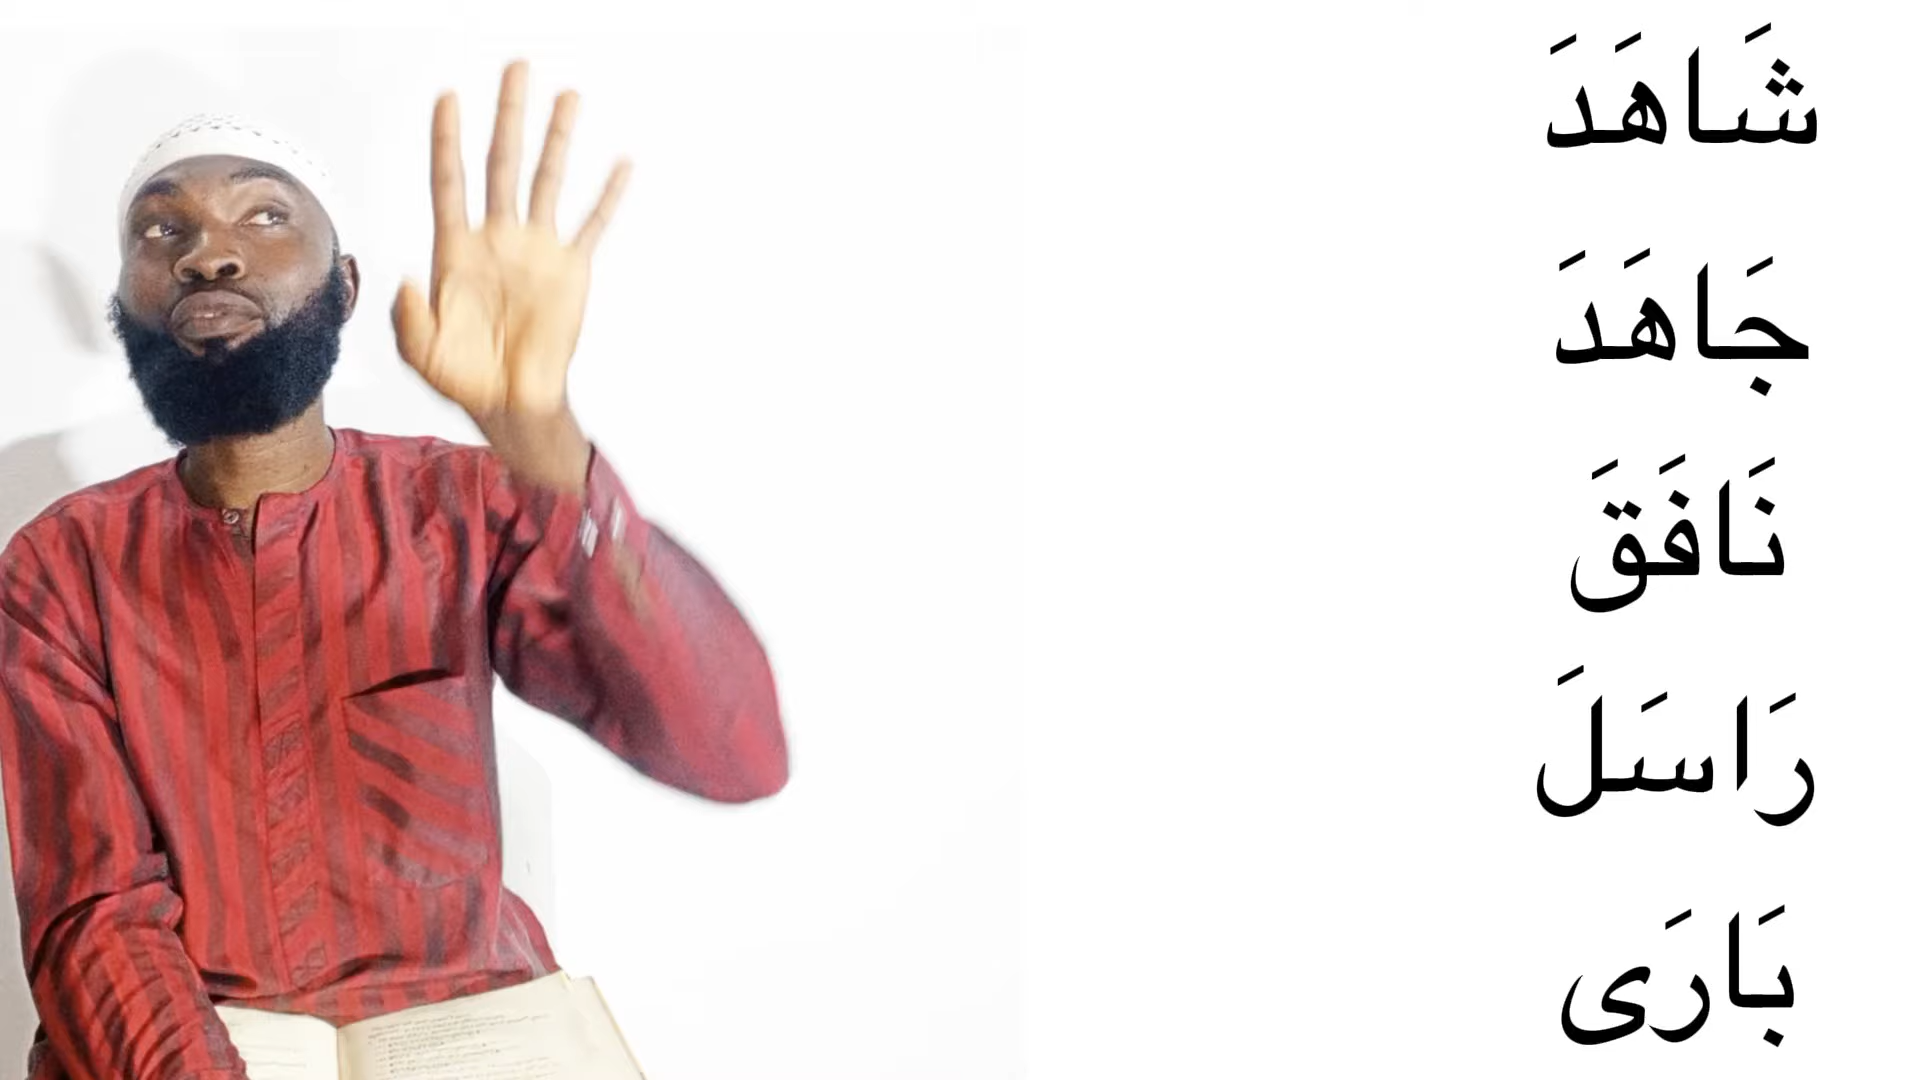 شَاهَدَ
جَاهَدَ
نَافَقَ
رَاسَلَ
بَارَى